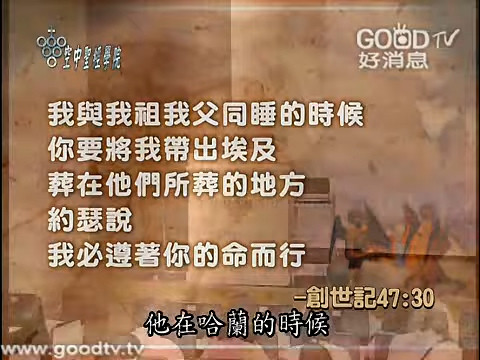 空中聖經學院
GOOD TV
好消息
我與我祖我父同睡的時候
你要將我帶出埃及
葬在他們所葬的地方
約瑟說
我必遵著你的命而行
-創世記47:30
他在哈蘭的時候
www.goodtv.tv